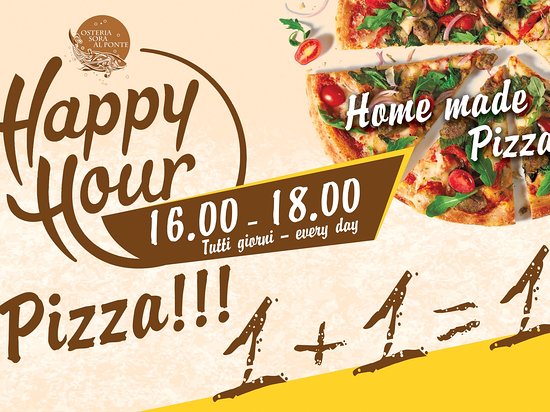 OSTERIA
SORA
AL PONTE
Happy
Hour
Home made
Pizza
16.00 - 18.00
Tutti giorni - every day
Pizza!!!
1 + 1 = 1